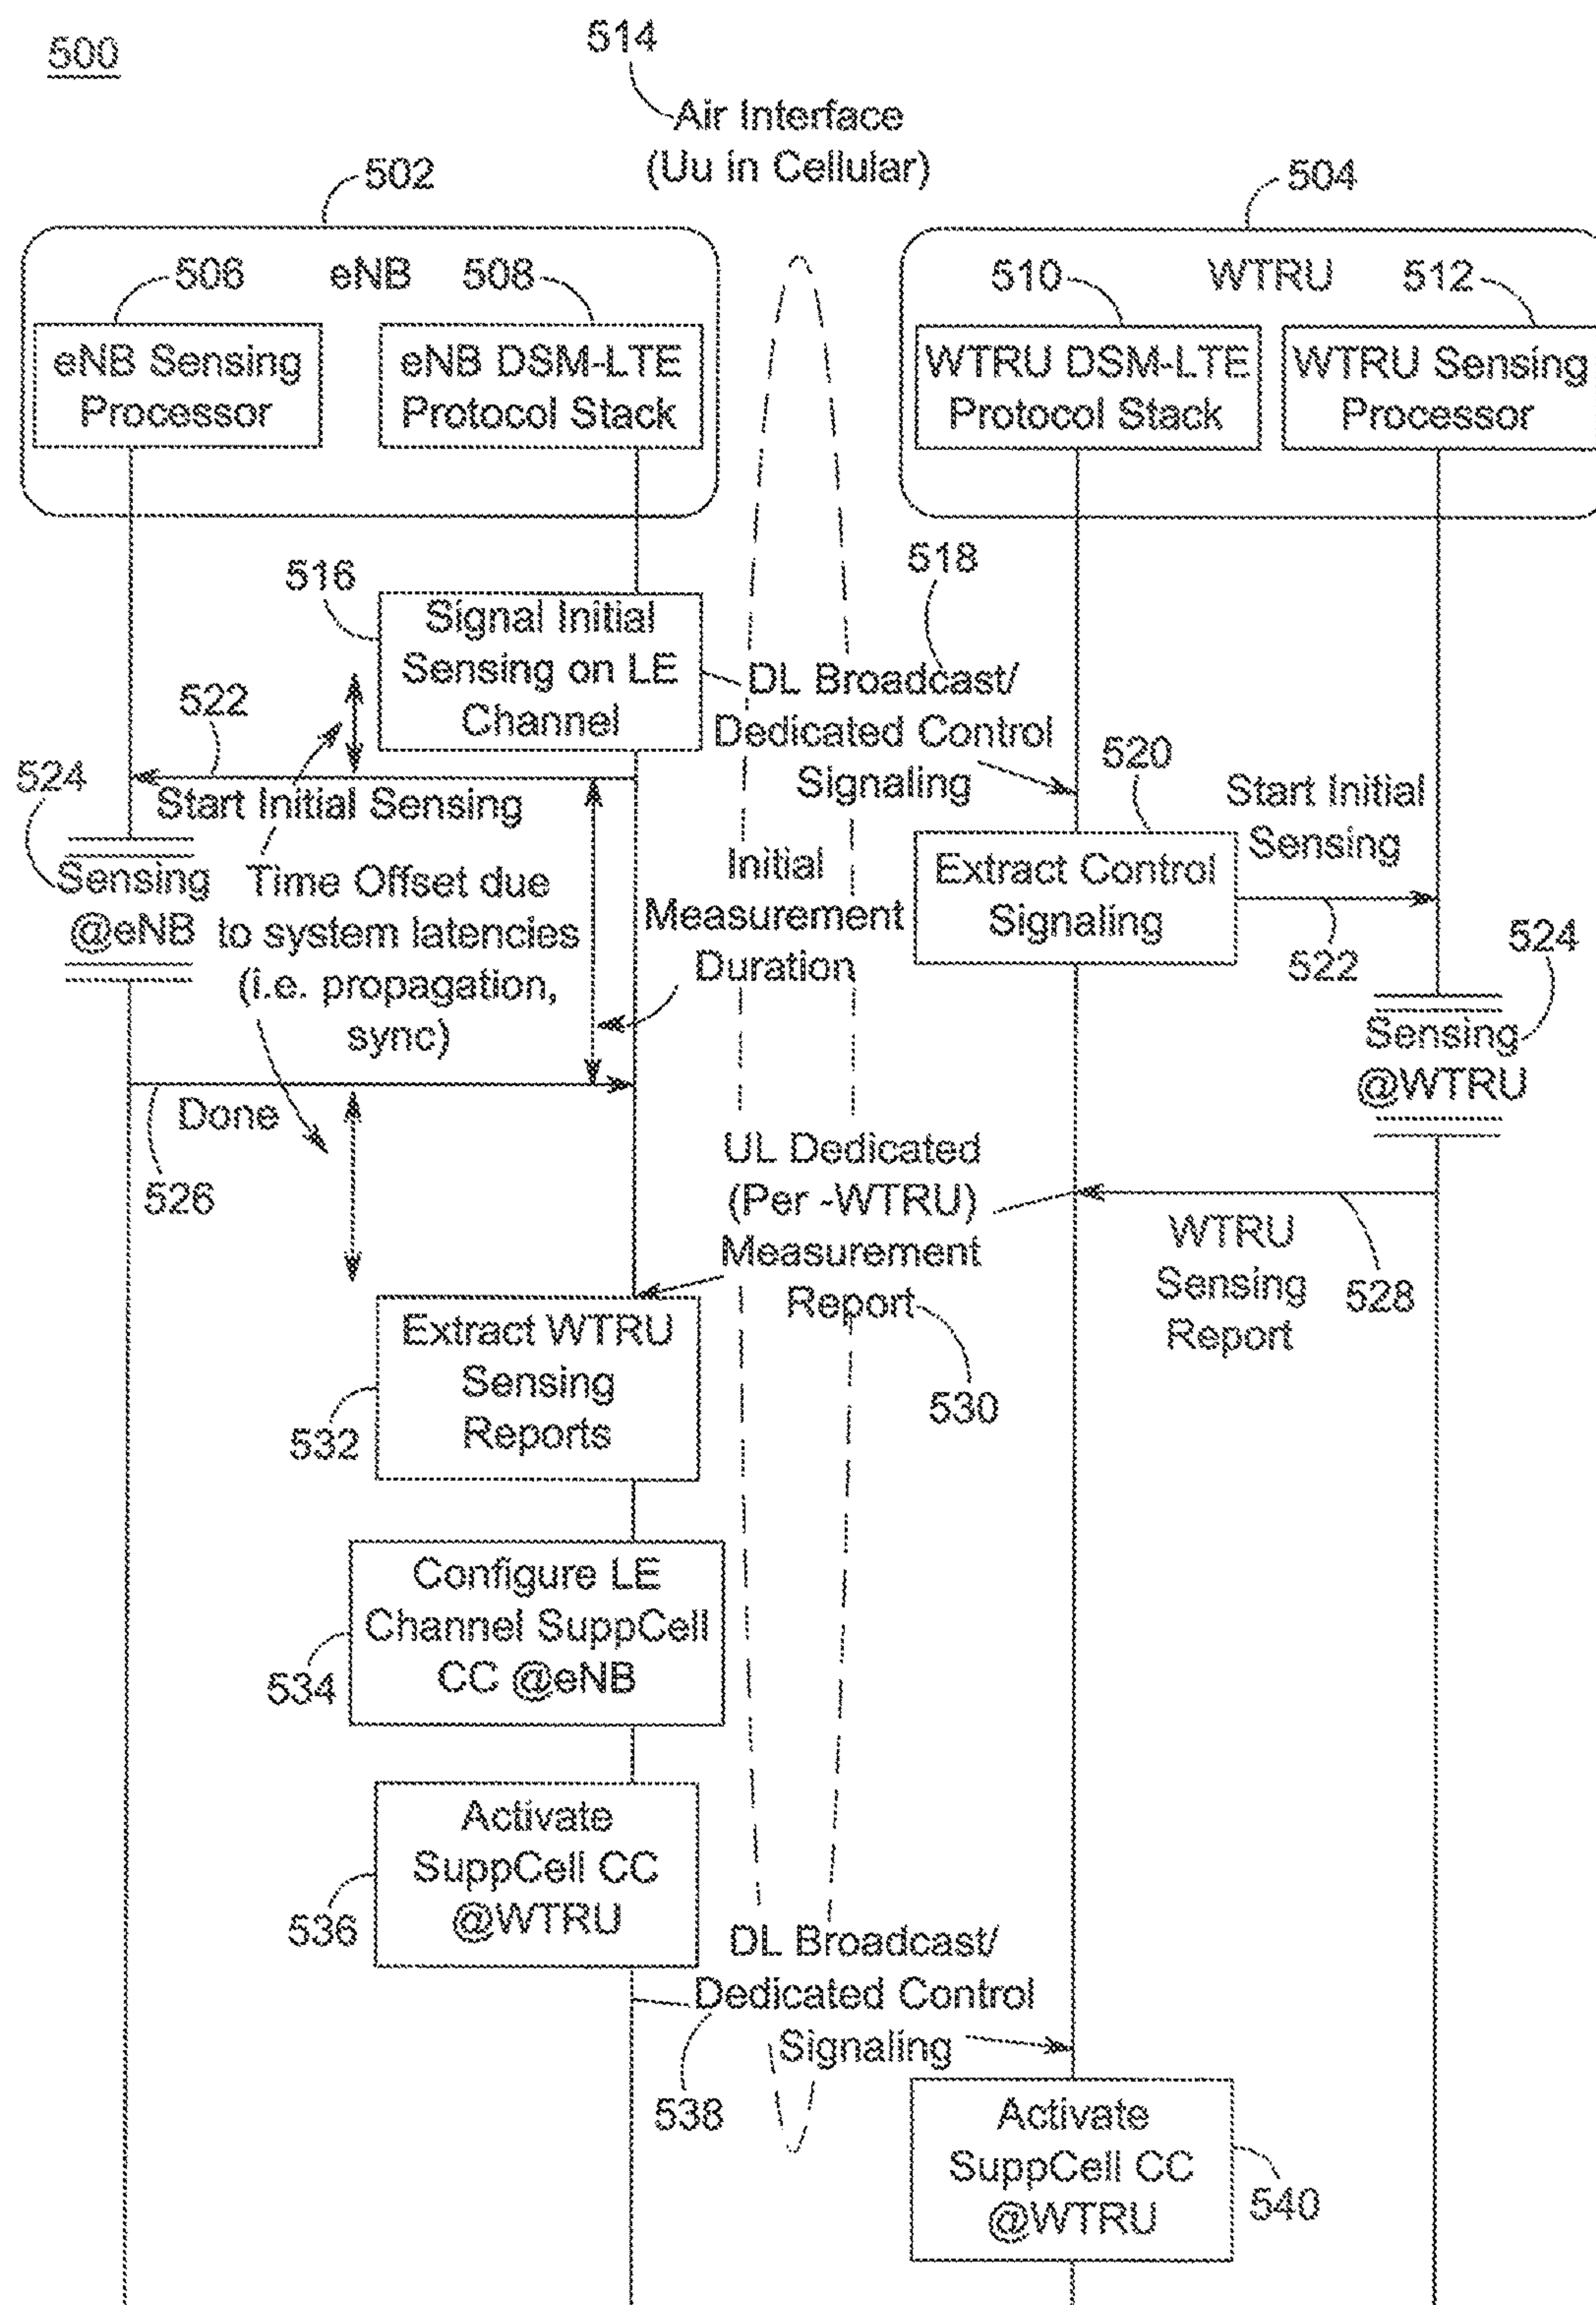 500
514
Air Interface
(Uu in Cellular)
502
504
506
eNB
508
510
WTRU
512
eNB Sensing
Processor
eNB DSM-LTE
Protocol Stack
WTRU DSM-LTE
Protocol Stack
WTRU Sensing
Processor
516
Signal Initial
Sensing on LE
Channel
518
DL Broadcast/
Dedicated Control
Signaling
522
Start Initial Sensing
520
Extract Control
Signaling
Start Initial
Sensing
522
524
Sensing
@eNB
Time Offset due
to system latencies
(i.e. propagation,
sync)
Initial
Measurement
Duration
524
Sensing
@WTRU
Done
526
UL Dedicated
(Per -WTRU)
Measurement
Report
530
WTRU
Sensing
Report
528
Extract WTRU
Sensing
Reports
532
Configure LE
Channel SuppCell
CC @eNB
534
Activate
SuppCell CC
@WTRU
536
DL Broadcast/
Dedicated Control
Signaling
538
Activate
SuppCell CC
@WTRU
540